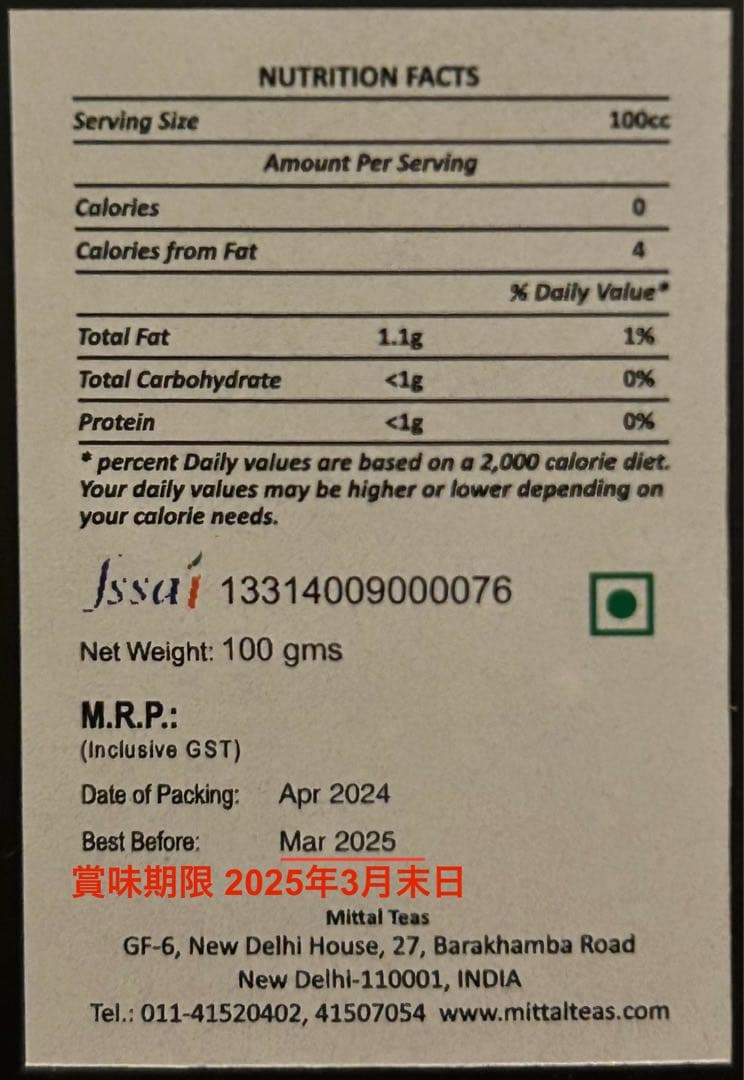 NUTRITION FACTS
Serving Size 100cc
Amount Per Serving
Calories 0
Calories from Fat 4
% Daily Value*
Total Fat 1.1g 1%
Total Carbohydrate <1g 0%
Protein <1g 0%
* percent Daily values are based on a 2,000 calorie diet.
Your daily values may be higher or lower depending on
your calorie needs.
fssai 13314009000076
Net Weight: 100 gms
M.R.P.:
(Inclusive GST)
Date of Packing: Apr 2024
Best Before: Mar 2025
賞味期限 2025年3月末日
Mittal Teas
GF-6, New Delhi House, 27, Barakhamba Road
New Delhi-110001, INDIA
Tel.: 011-41520402, 41507054 www.mittalteas.com